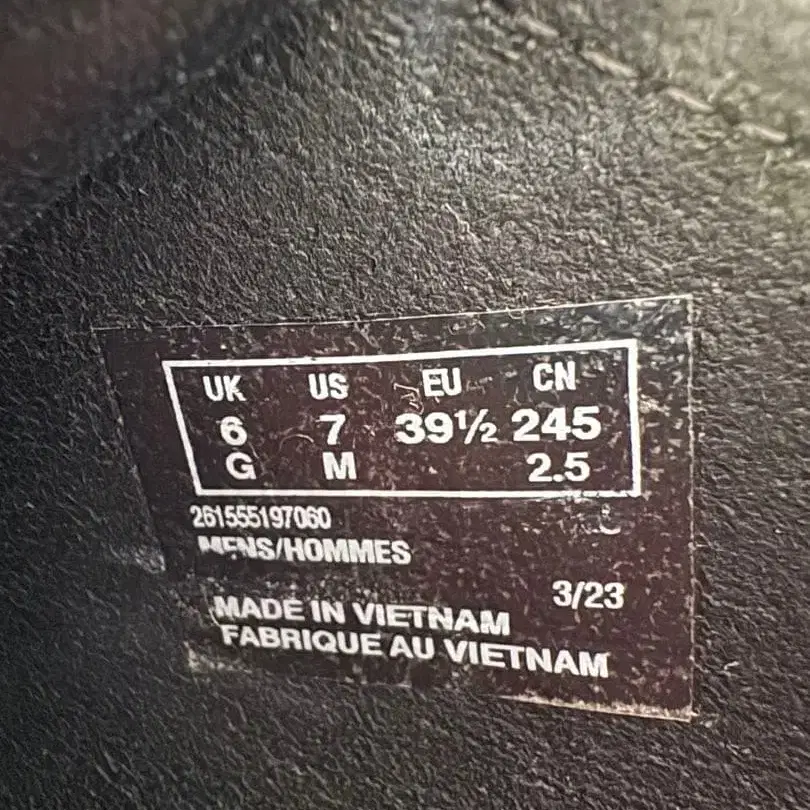 UK US EU CN
6 7 39½ 245
G M 2.5
261555197060
MENS/HOMMES
3/23
MADE IN VIETNAM
FABRIQUE AU VIETNAM